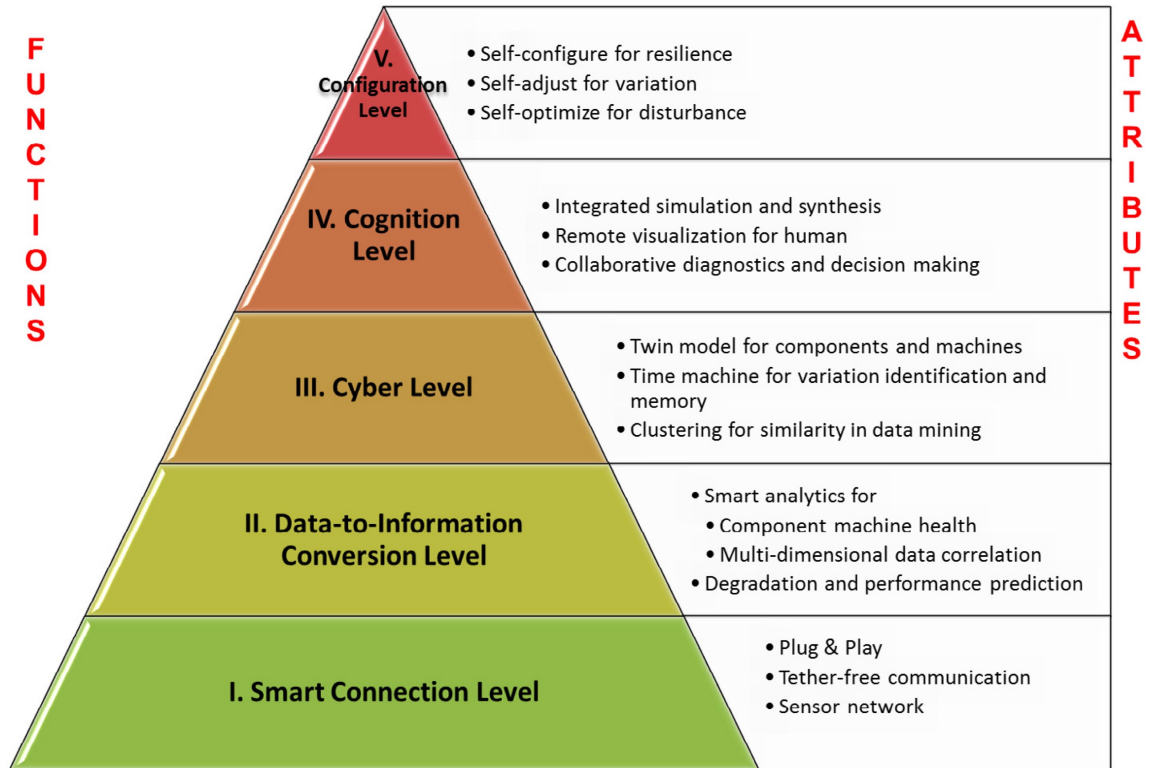 FUNCTIONS
ATTRIBUTES
V.
Configuration
Level
• Self-configure for resilience
• Self-adjust for variation
• Self-optimize for disturbance
IV. Cognition
Level
• Integrated simulation and synthesis
• Remote visualization for human
• Collaborative diagnostics and decision making
III. Cyber Level
• Twin model for components and machines
• Time machine for variation identification and
memory
• Clustering for similarity in data mining
II. Data-to-Information
Conversion Level
• Smart analytics for
• Component machine health
• Multi-dimensional data correlation
• Degradation and performance prediction
I. Smart Connection Level
• Plug & Play
• Tether-free communication
• Sensor network